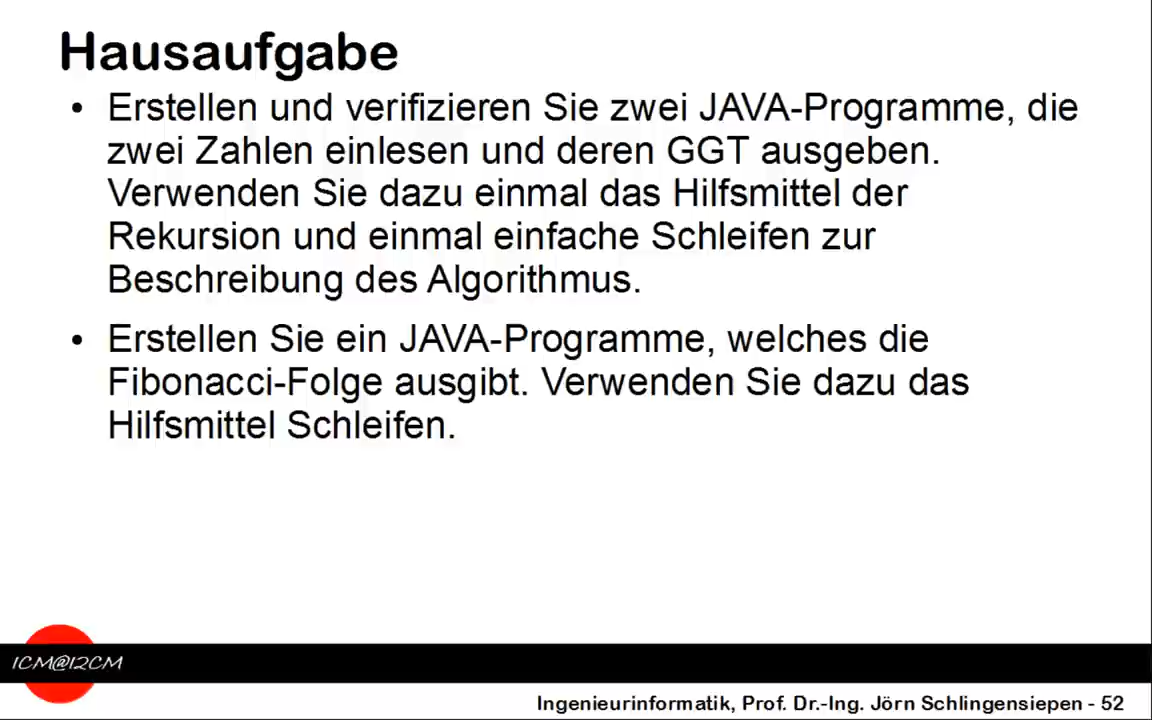 Hausaufgabe
• Erstellen und verifizieren Sie zwei JAVA-Programme, die
zwei Zahlen einlesen und deren GGT ausgeben.
Verwenden Sie dazu einmal das Hilfsmittel der
Rekursion und einmal einfache Schleifen zur
Beschreibung des Algorithmus.
• Erstellen Sie ein JAVA-Programme, welches die
Fibonacci-Folge ausgibt. Verwenden Sie dazu das
Hilfsmittel Schleifen.
1CM@12CM
Ingenieurinformatik, Prof. Dr.-Ing. Jörn Schlingensiepen - 52